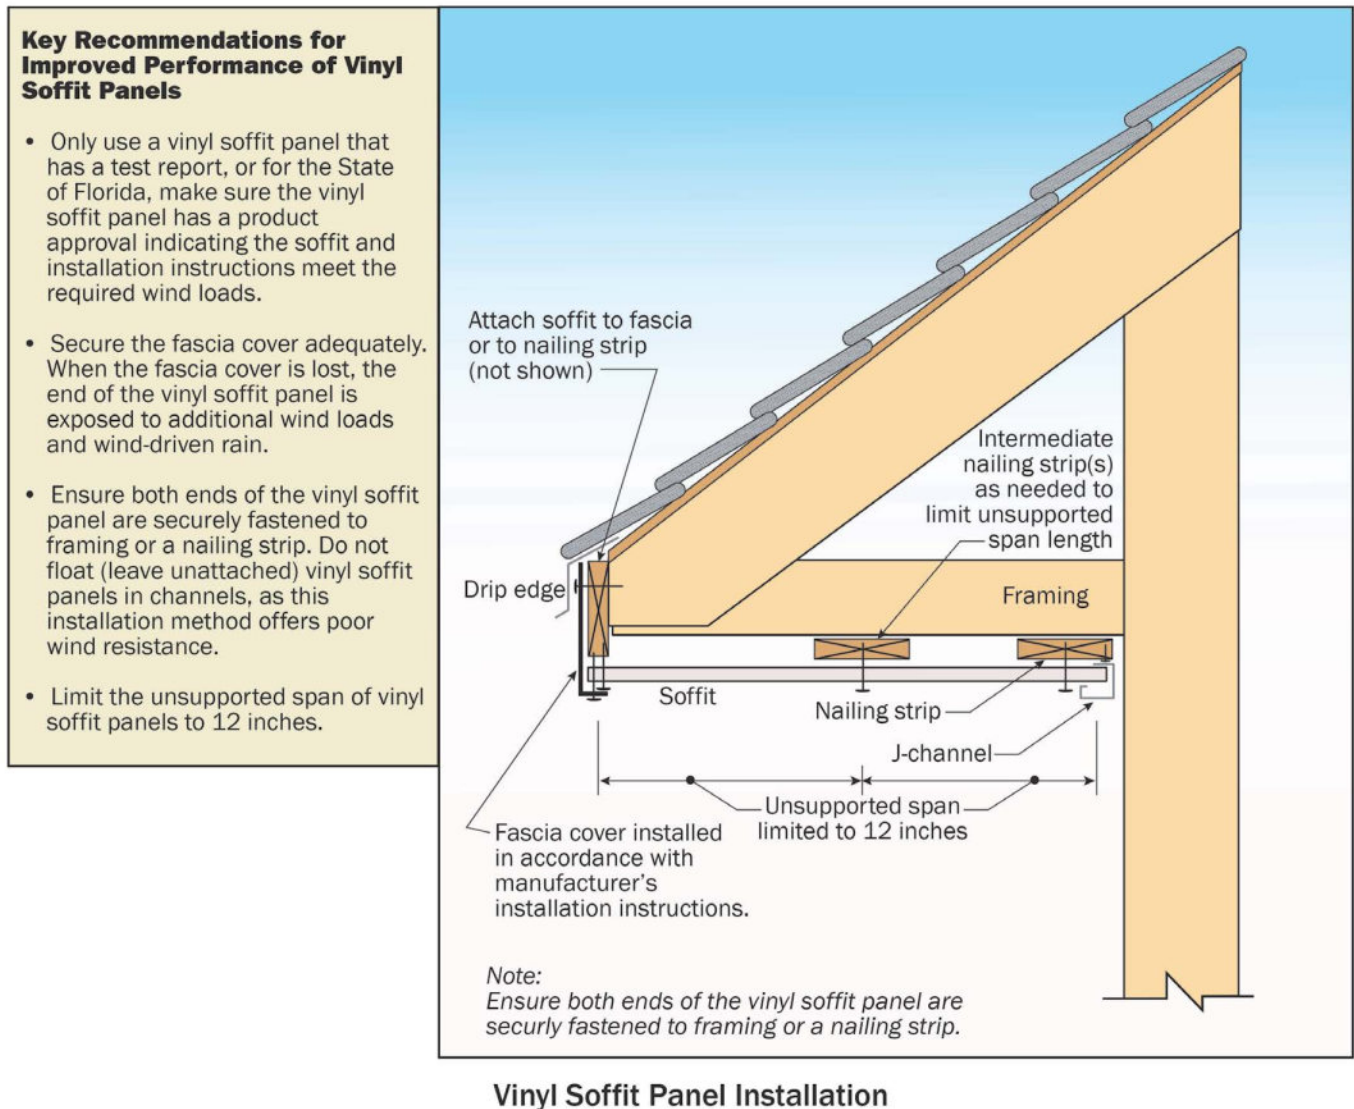 Key Recommendations for
Improved Performance of Vinyl
Soffit Panels
• Only use a vinyl soffit panel that
has a test report, or for the State
of Florida, make sure the vinyl
soffit panel has a product
approval indicating the soffit and
installation instructions meet the
required wind loads.
• Secure the fascia cover adequately.
When the fascia cover is lost, the
end of the vinyl soffit panel is
exposed to additional wind loads
and wind-driven rain.
• Ensure both ends of the vinyl soffit
panel are securely fastened to
framing or a nailing strip. Do not
float (leave unattached) vinyl soffit
panels in channels, as this
installation method offers poor
wind resistance.
• Limit the unsupported span of vinyl
soffit panels to 12 inches.
Attach soffit to fascia
or to nailing strip
(not shown)
Intermediate
nailing strip(s)
as needed to
limit unsupported
span length
Drip edge
Framing
Soffit
Nailing strip
J-channel
Unsupported span
limited to 12 inches
Fascia cover installed
in accordance with
manufacturer's
installation instructions.
Note:
Ensure both ends of the vinyl soffit panel are
securly fastened to framing or a nailing strip.
Vinyl Soffit Panel Installation